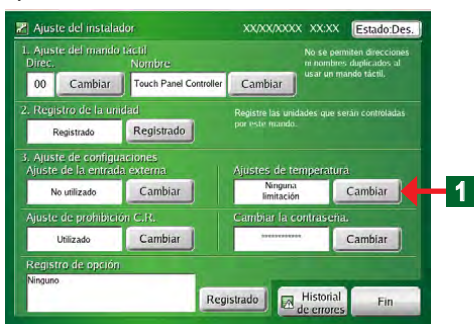 Ajuste del instalador XX/XX/XXXX XX:XX Estado:Des.
1. Ajuste del mando táctil
Direc. Nombre
No se permiten direcciones
ni nombres duplicados al
usar un mando táctil.
00 Cambiar Touch Panel Controller Cambiar
2. Registro de la unidad
Registre las unidades que serán controladas
por este mando.
Registrado Registrado
3. Ajuste de configuaciones
Ajuste de la entrada externa Ajustes de temperatura
No utilizado Cambiar Ninguna
limitación Cambiar 1
Ajuste de prohibición C.R. Cambiar la contraseña.
Utilizado Cambiar ************ Cambiar
Registro de opción
Ninguno
Registrado Historial
de errores Fin